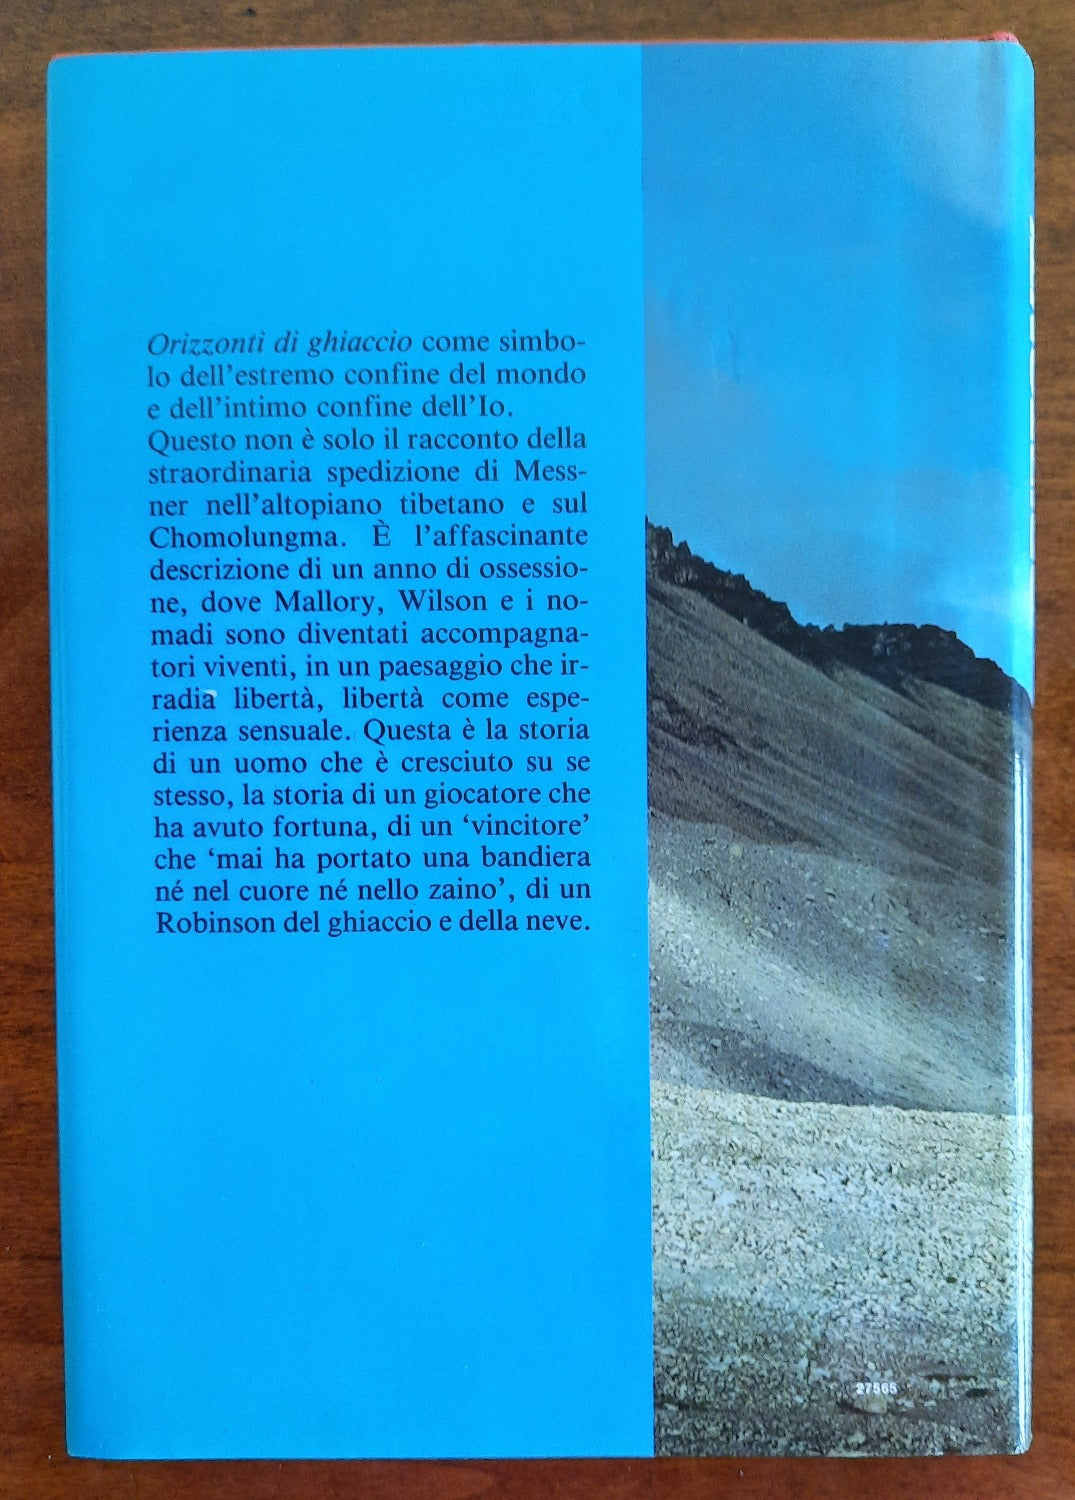 Orizzonti di ghiaccio come simbo-
lo dell'estremo confine del mondo
e dell'intimo confine dell'Io.
Questo non è solo il racconto della
straordinaria spedizione di Mess-
ner nell'altopiano tibetano e sul
Chomolungma. È l'affascinante
descrizione di un anno di ossessio-
ne, dove Mallory, Wilson e i no-
madi sono diventati accompagna-
tori viventi, in un paesaggio che ir-
radia libertà, libertà come espe-
rienza sensuale. Questa è la storia
di un uomo che è cresciuto su se
stesso, la storia di un giocatore che
ha avuto fortuna, di un ‘vincitore’
che ‘mai ha portato una bandiera
né nel cuore né nello zaino’, di un
Robinson del ghiaccio e della neve.
27565